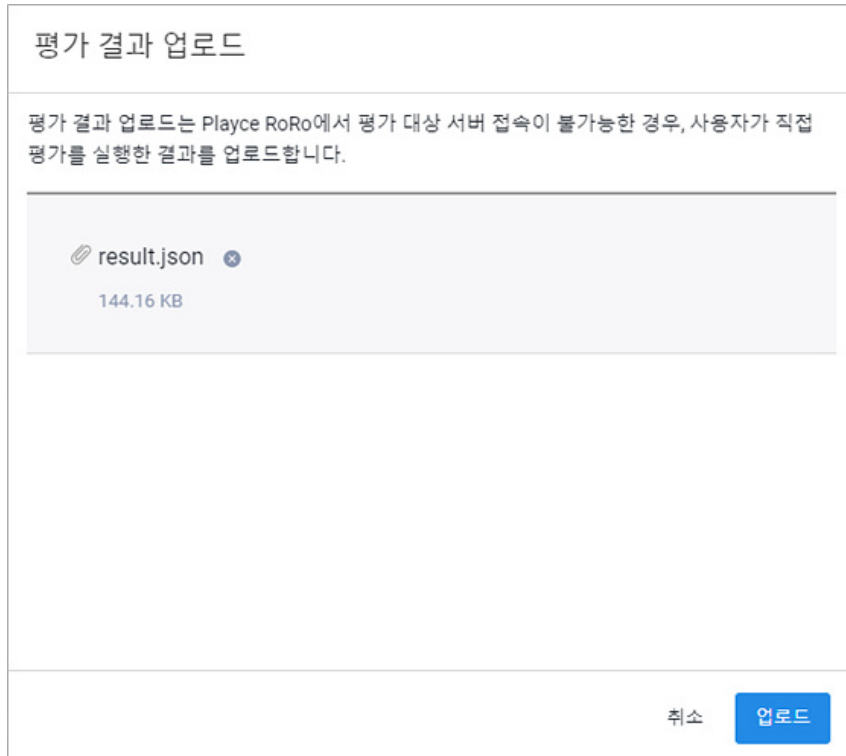 평가 결과 업로드
평가 결과 업로드는 Playce RoRo에서 평가 대상 서버 접속이 불가능한 경우, 사용자가 직접
평가를 실행한 결과를 업로드합니다.
result.json
144.16 KB
취소 업로드